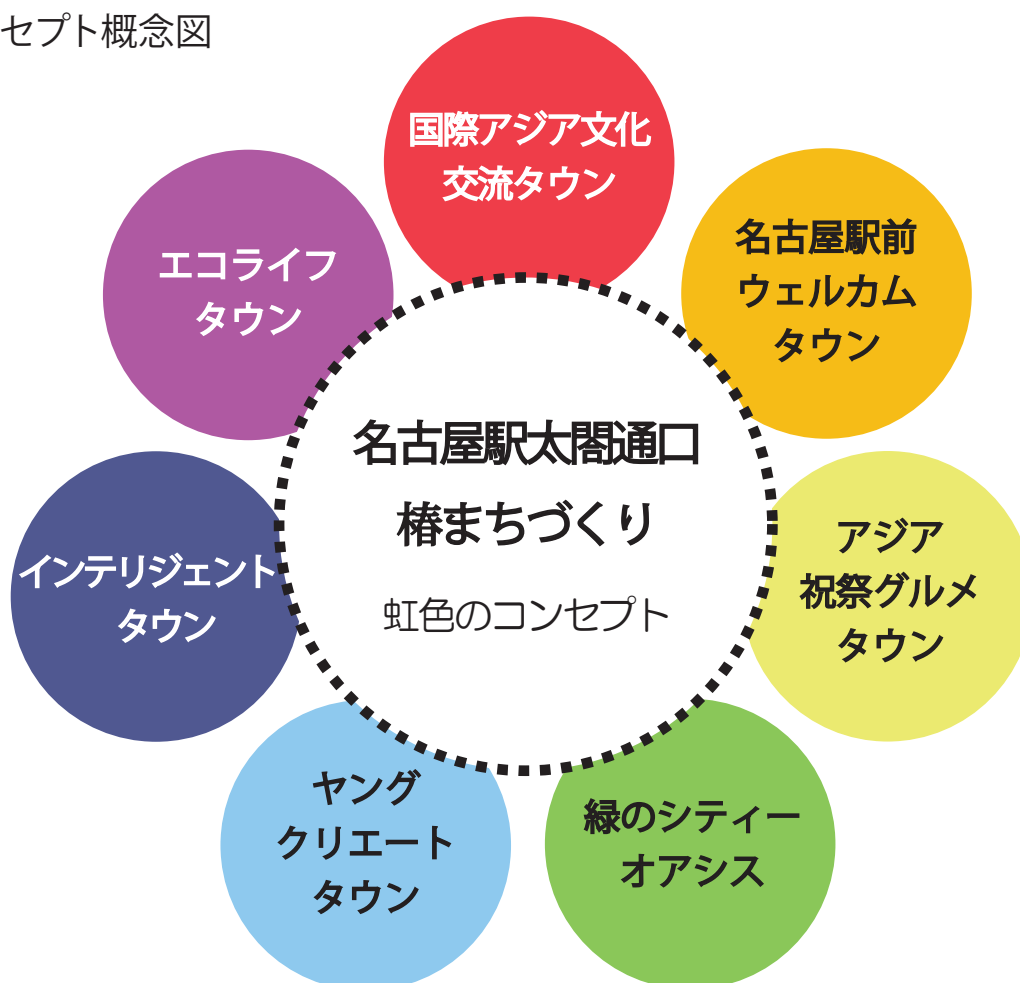 セプト概念図
国際アジア文化
交流タウン
名古屋駅前
ウェルカム
タウン
アジア
祝祭グルメ
タウン
緑のシティー
オアシス
ヤング
クリエート
タウン
インテリジェント
タウン
エコライフ
タウン
名古屋駅太閤通口
椿まちづくり
虹色のコンセプト